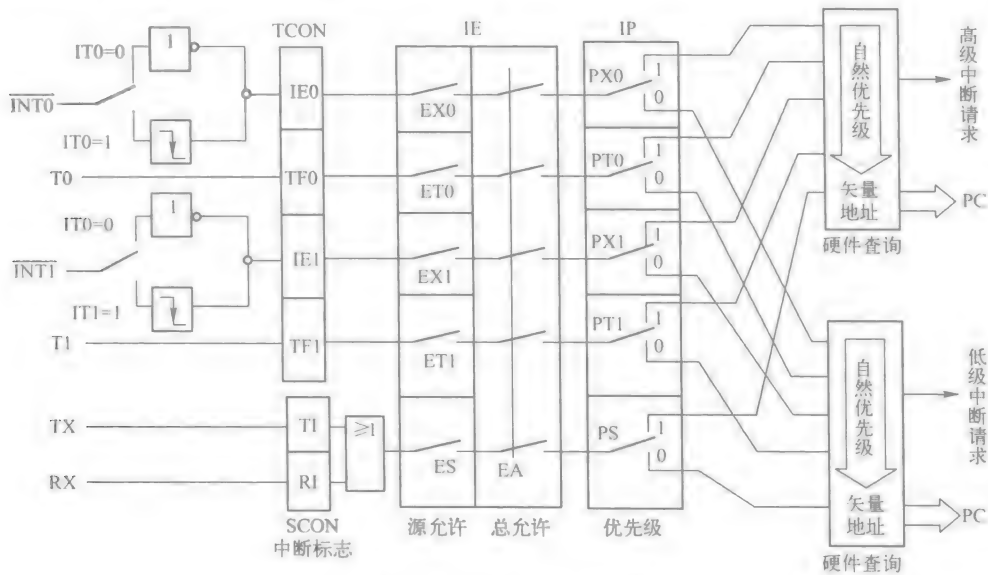 TCON
IE
IP
IT0=0
1
INT0
IT0=1
IE0
EX0
PX0
1
0
T0
TF0
ET0
PT0
1
0
IT0=0
1
INT1
IT1=1
IE1
EX1
PX1
1
0
T1
TF1
ET1
PT1
1
0
TX
TI
≥1
RX
RI
ES
EA
PS
1
0
SCON
中断标志
源允许
总允许
优先级
自然优先级
矢量
地址
硬件查询
高级中断请求
PC
自然优先级
矢量
地址
硬件查询
低级中断请求
PC